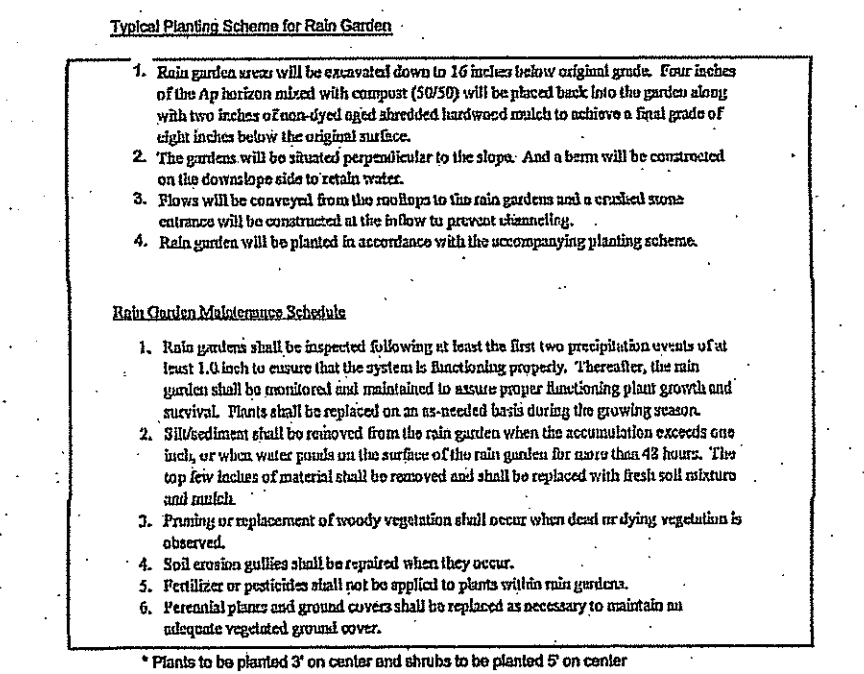 Typical Planting Scheme for Rain Garden
1. Rain garden areas will be excavated down to 16 inches below original grade. Four inches
of the Ap horizon mixed with compost (50/50) will be placed back into the garden along
with two inches of non-dyed aged shredded hardwood mulch to achieve a final grade of
eight inches below the original surface.
2. The gardens will be situated perpendicular to the slope. And a berm will be constructed
on the downslope side to retain water.
3. Flows will be conveyed from the rooftops to the rain gardens and a crushed stone
entrance will be constructed at the inflow to prevent channeling.
4. Rain garden will be planted in accordance with the accompanying planting scheme.
Rain Garden Maintenance Schedule
1. Rain gardens shall be inspected following at least the first two precipitation events of at
least 1.0 inch to ensure that the system is functioning properly. Thereafter, the rain
garden shall be monitored and maintained to assure proper functioning plant growth and
survival. Plants shall be replaced on an as-needed basis during the growing season.
2. Silt/sediment shall be removed from the rain garden when the accumulation exceeds one
inch, or when water ponds on the surface of the rain garden for more than 48 hours. The
top few inches of material shall be removed and shall be replaced with fresh soil mixture
and mulch.
3. Pruning or replacement of woody vegetation shall occur when dead or dying vegetation is
observed.
4. Soil erosion gullies shall be repaired when they occur.
5. Fertilizer or pesticides shall not be applied to plants within rain gardens.
6. Perennial plants and ground covers shall be replaced as necessary to maintain an
adequate vegetated ground cover.
* Plants to be planted 3' on center and shrubs to be planted 5' on center